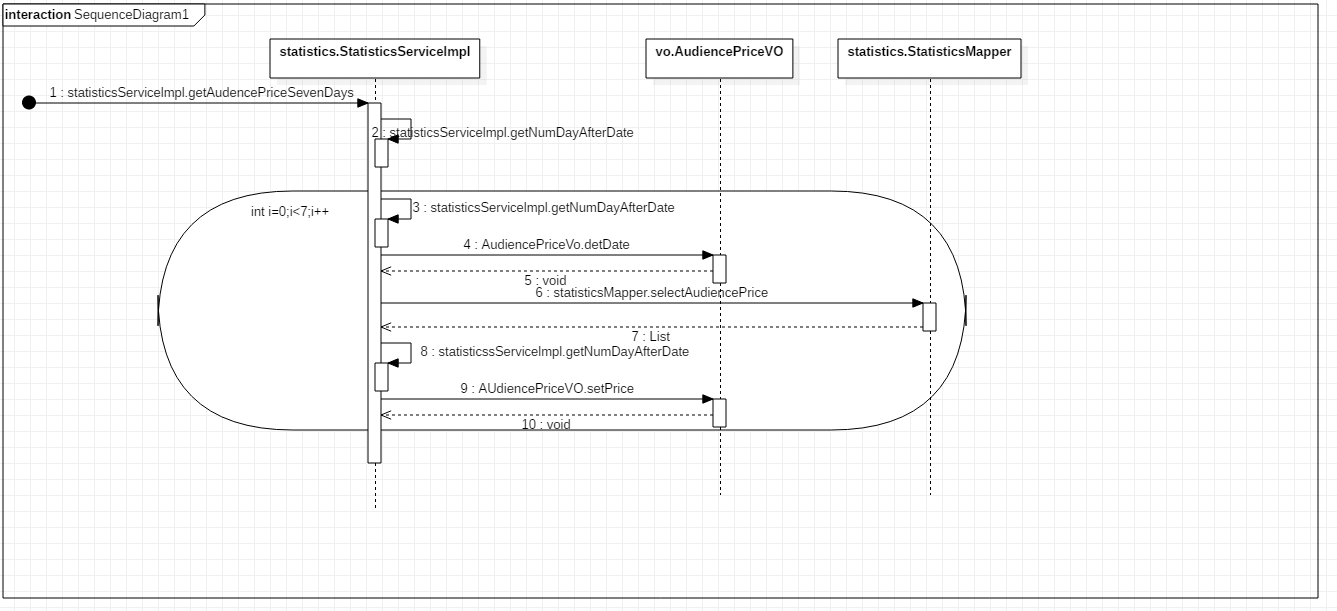 interaction SequenceDiagram1
statistics.StatisticsServiceImpl
vo.AudiencePriceVO
statistics.StatisticsMapper
1 : statisticsServiceImpl.getAudencePriceSevenDays
2 : statisticsServiceImpl.getNumDayAfterDate
int i=0;i<7;i++
3 : statisticsServiceImpl.getNumDayAfterDate
4 : AudiencePriceVo.detDate
5 : void
6 : statisticsMapper.selectAudiencePrice
7 : List
8 : statisticssServiceImpl.getNumDayAfterDate
9 : AUdiencePriceVO.setPrice
10 : void